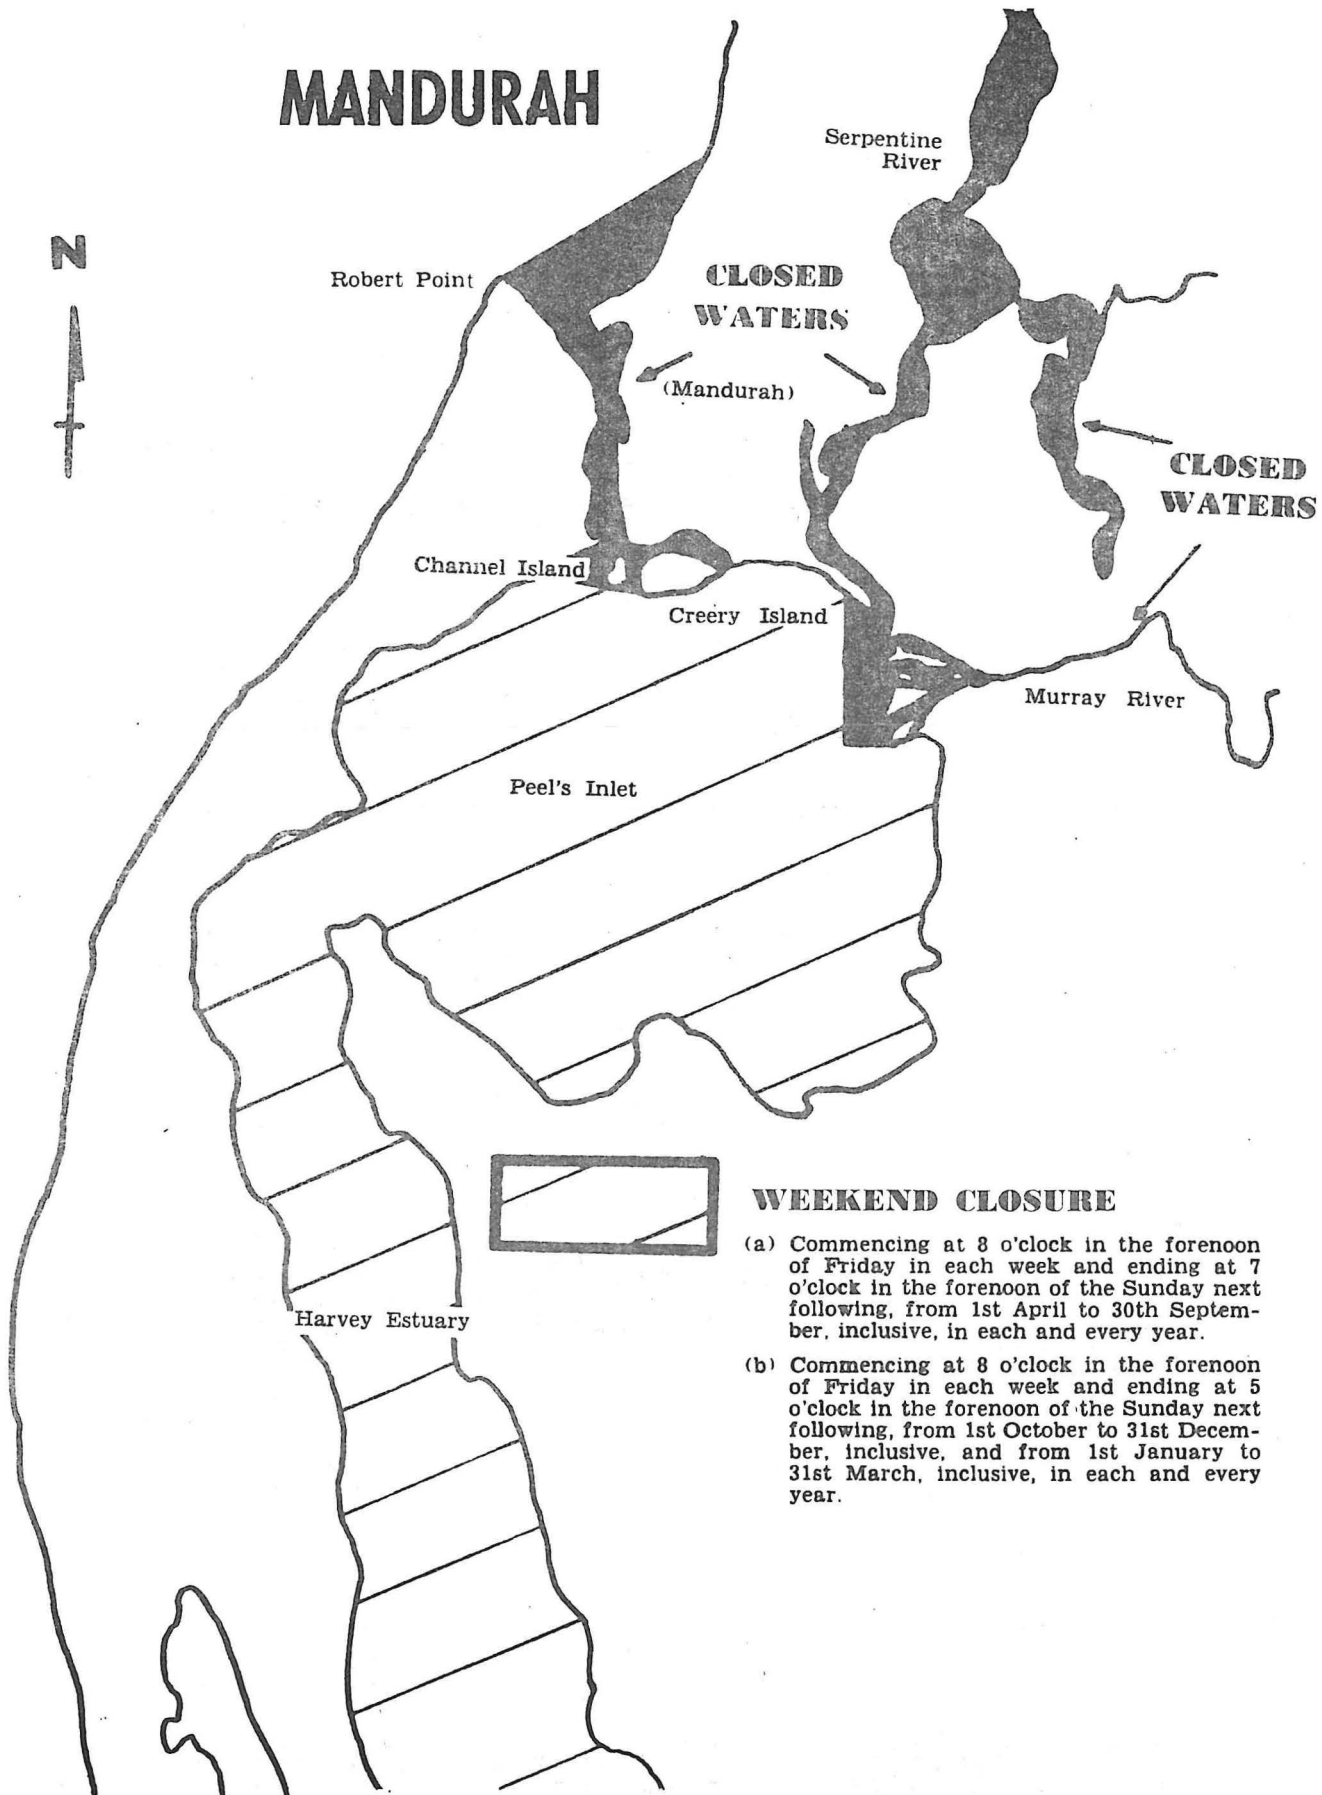 MANDURAH
Serpentine
River
N
Robert Point
CLOSED
WATERS
(Mandurah)
CLOSED
WATERS
Channel Island
Creery Island
Murray River
Peel's Inlet
WEEKEND CLOSURE
(a) Commencing at 8 o'clock in the forenoon
of Friday in each week and ending at 7
o'clock in the forenoon of the Sunday next
following, from 1st April to 30th Septem-
ber, inclusive, in each and every year.
Harvey Estuary
(b) Commencing at 8 o'clock in the forenoon
of Friday in each week and ending at 5
o'clock in the forenoon of the Sunday next
following, from 1st October to 31st Decem-
ber, inclusive, and from 1st January to
31st March, inclusive, in each and every
year.